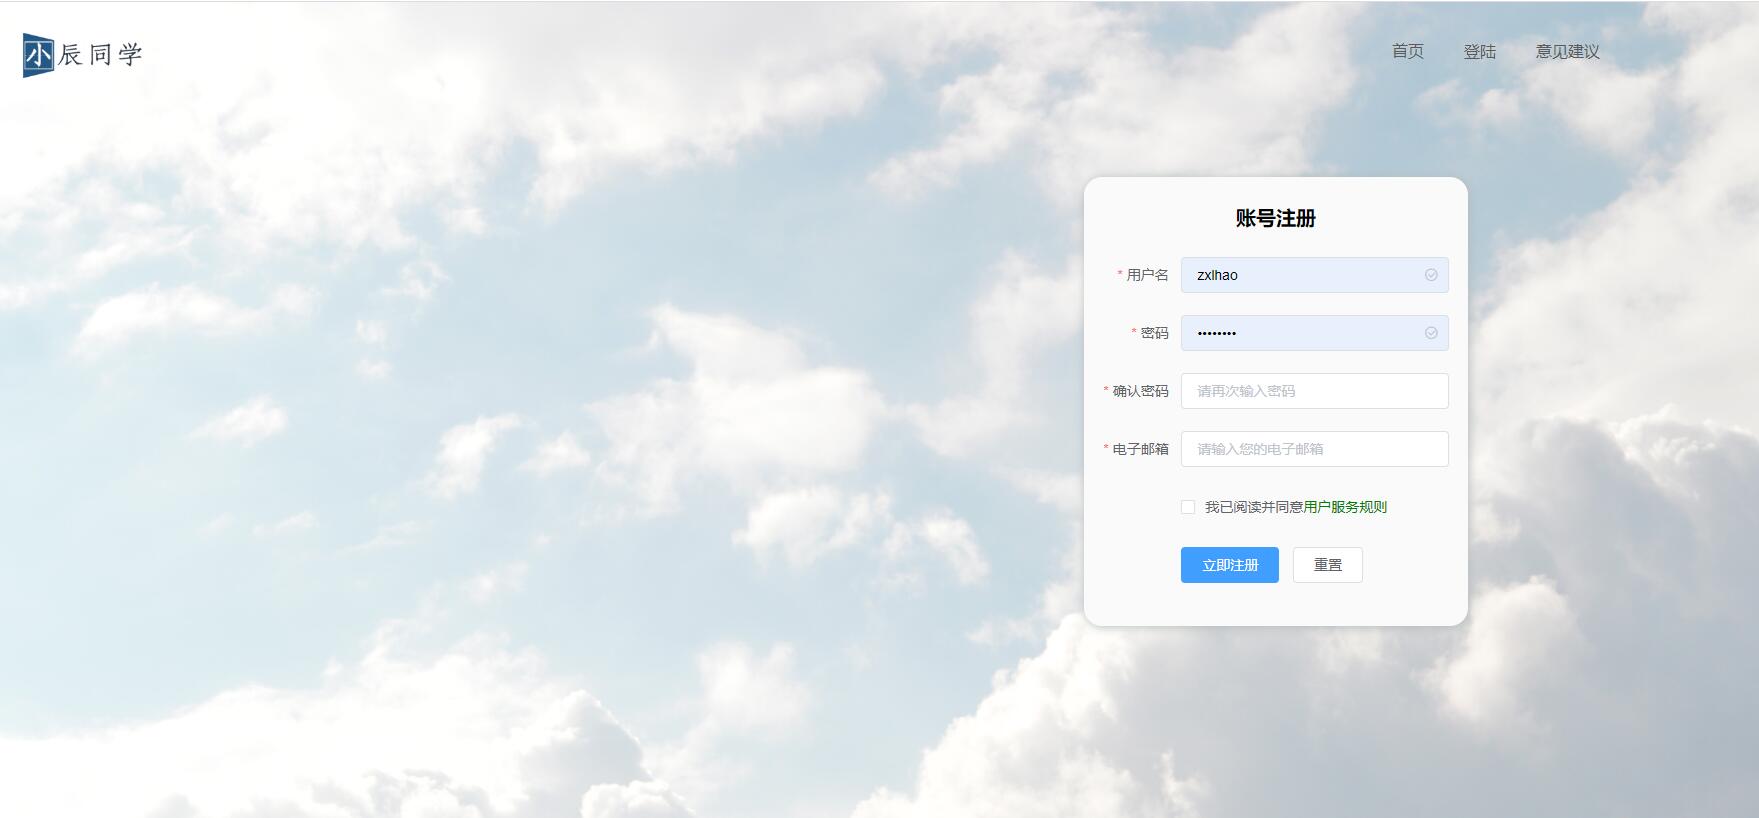 小辰同学
首页 登陆 意见建议
账号注册
* 用户名 zxlhao
* 密码 ••••••••
* 确认密码 请再次输入密码
* 电子邮箱 请输入您的电子邮箱
我已阅读并同意用户服务规则
立即注册 重置